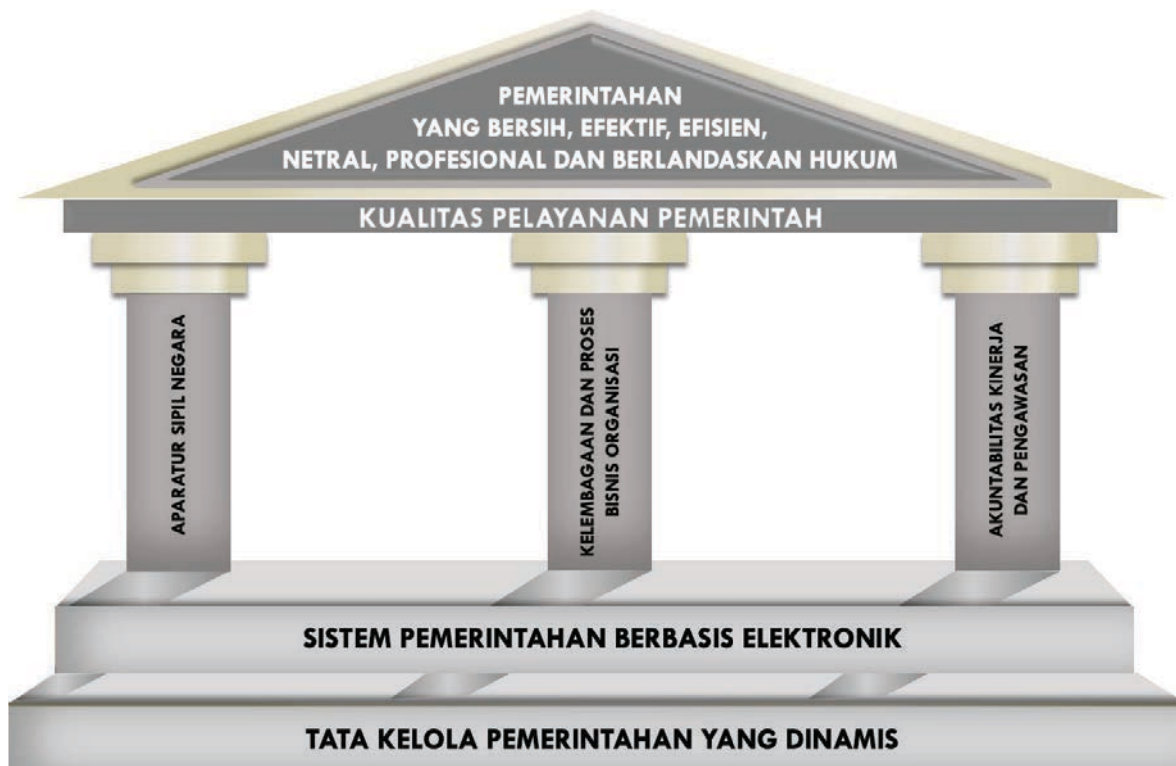 PEMERINTAHAN
YANG BERSIH, EFEKTIF, EFISIEN,
NETRAL, PROFESIONAL DAN BERLANDASKAN HUKUM
KUALITAS PELAYANAN PEMERINTAH
APARATUR SIPIL NEGARA
KELEMBAGAAN DAN PROSES
BISNIS ORGANISASI
AKUNTABILITAS KINERJA
DAN PENGAWASAN
SISTEM PEMERINTAHAN BERBASIS ELEKTRONIK
TATA KELOLA PEMERINTAHAN YANG DINAMIS